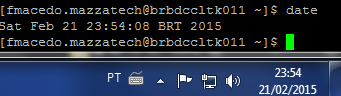 [fmacedo.mazzatech@brbdccltk011 ~]$ date
Sat Feb 21 23:54:08 BRT 2015
[fmacedo.mazzatech@brbdccltk011 ~]$
PT
23:54
21/02/2015